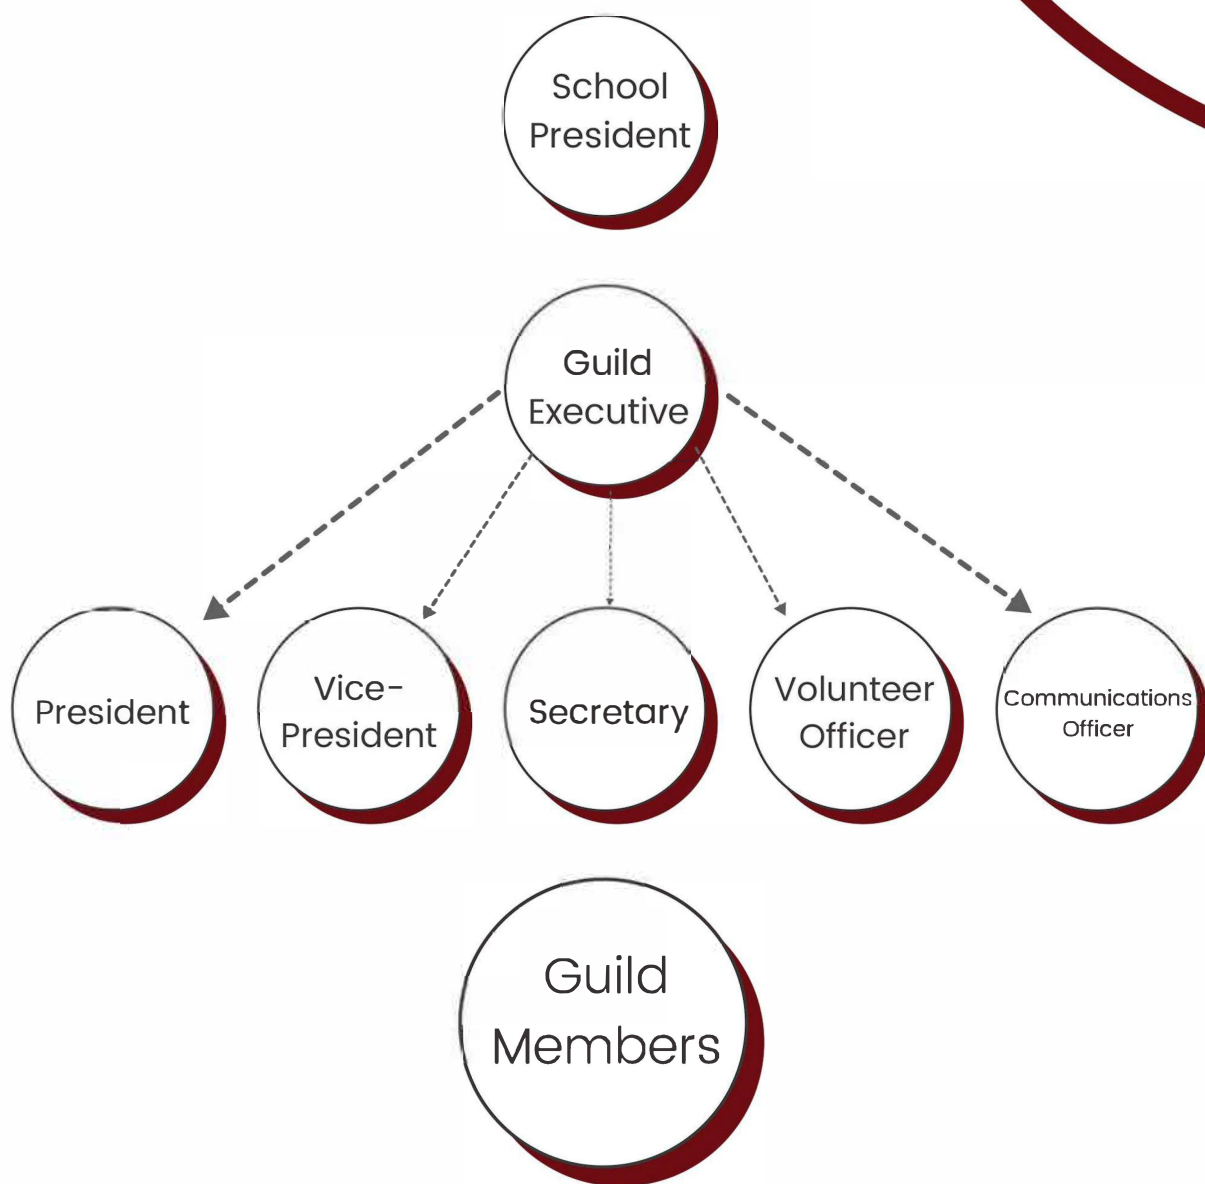 School
President
Guild
Executive
President
Vice-
President
Secretary
Volunteer
Officer
Communications
Officer
Guild
Members